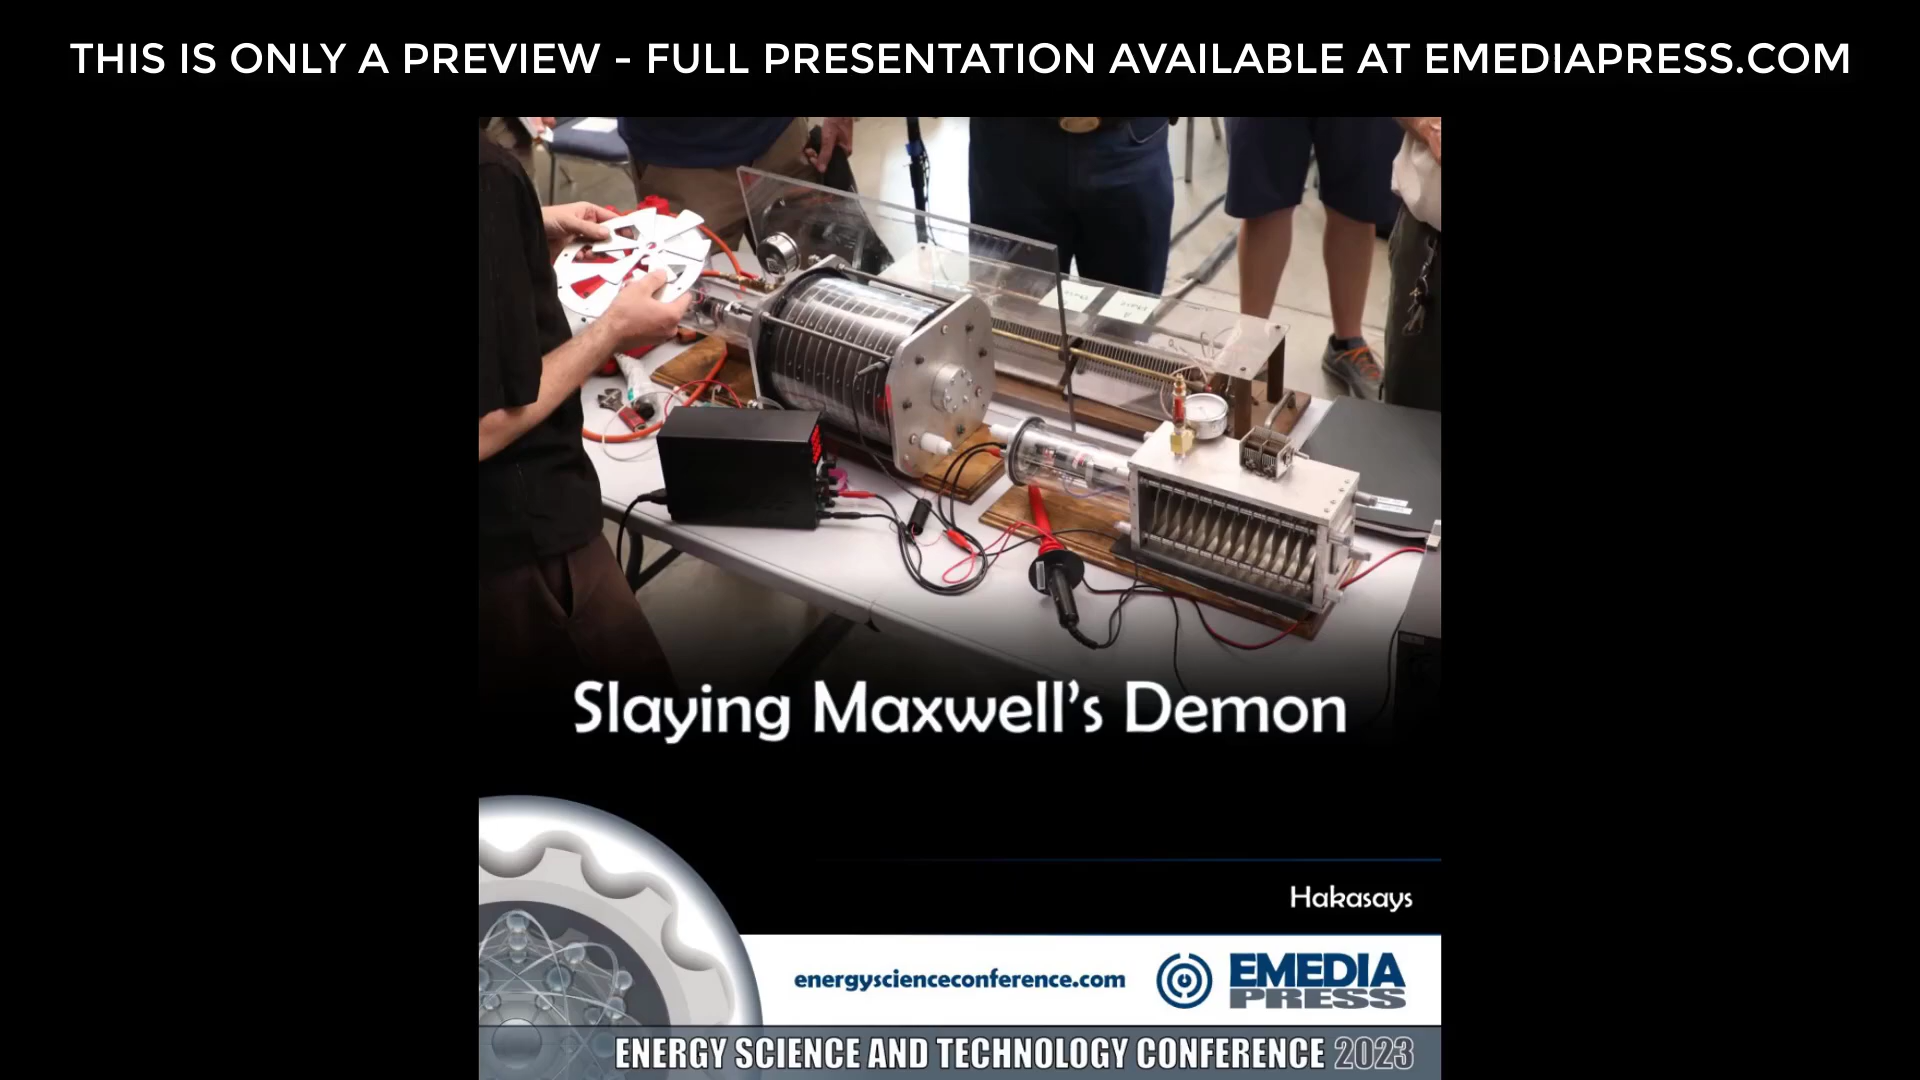 THIS IS ONLY A PREVIEW - FULL PRESENTATION AVAILABLE AT EMEDIAPRESS.COM
Slaying Maxwell's Demon
Hakasays
energyscienceconference.com
EMEDIA
PRESS
ENERGY SCIENCE AND TECHNOLOGY CONFERENCE 2023